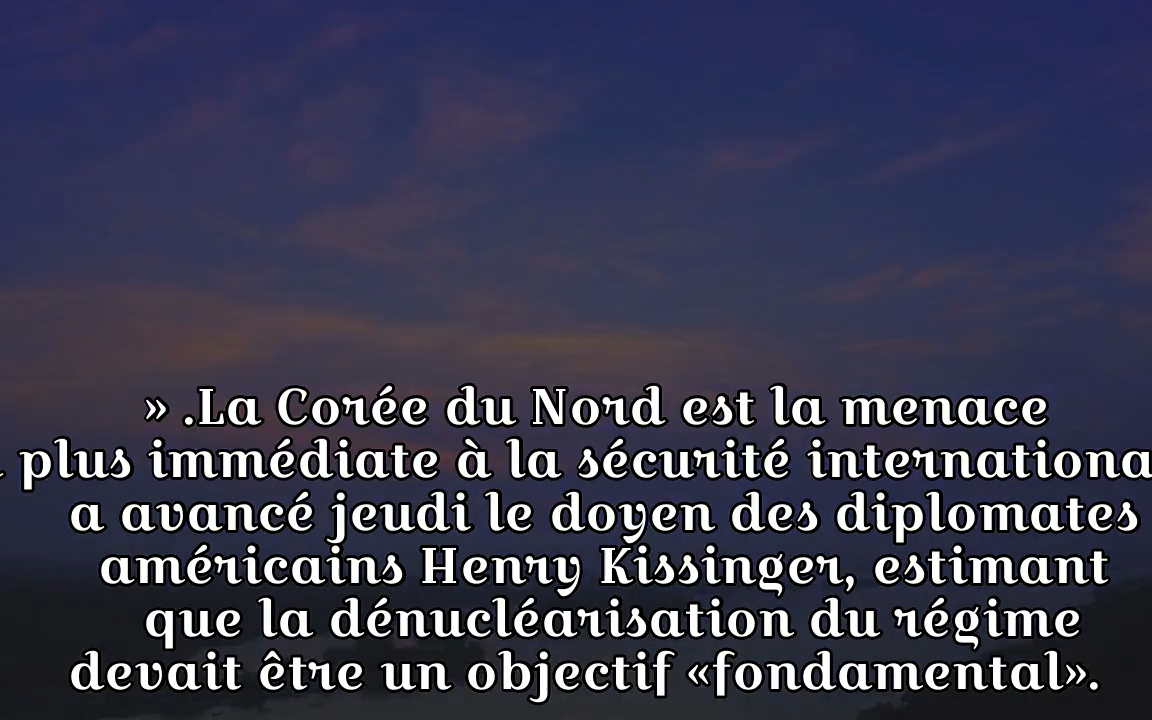 » .La Corée du Nord est la menace
plus immédiate à la sécurité internationa
a avancé jeudi le doyen des diplomates
américains Henry Kissinger, estimant
que la dénucléarisation du régime
devait être un objectif «fondamental».